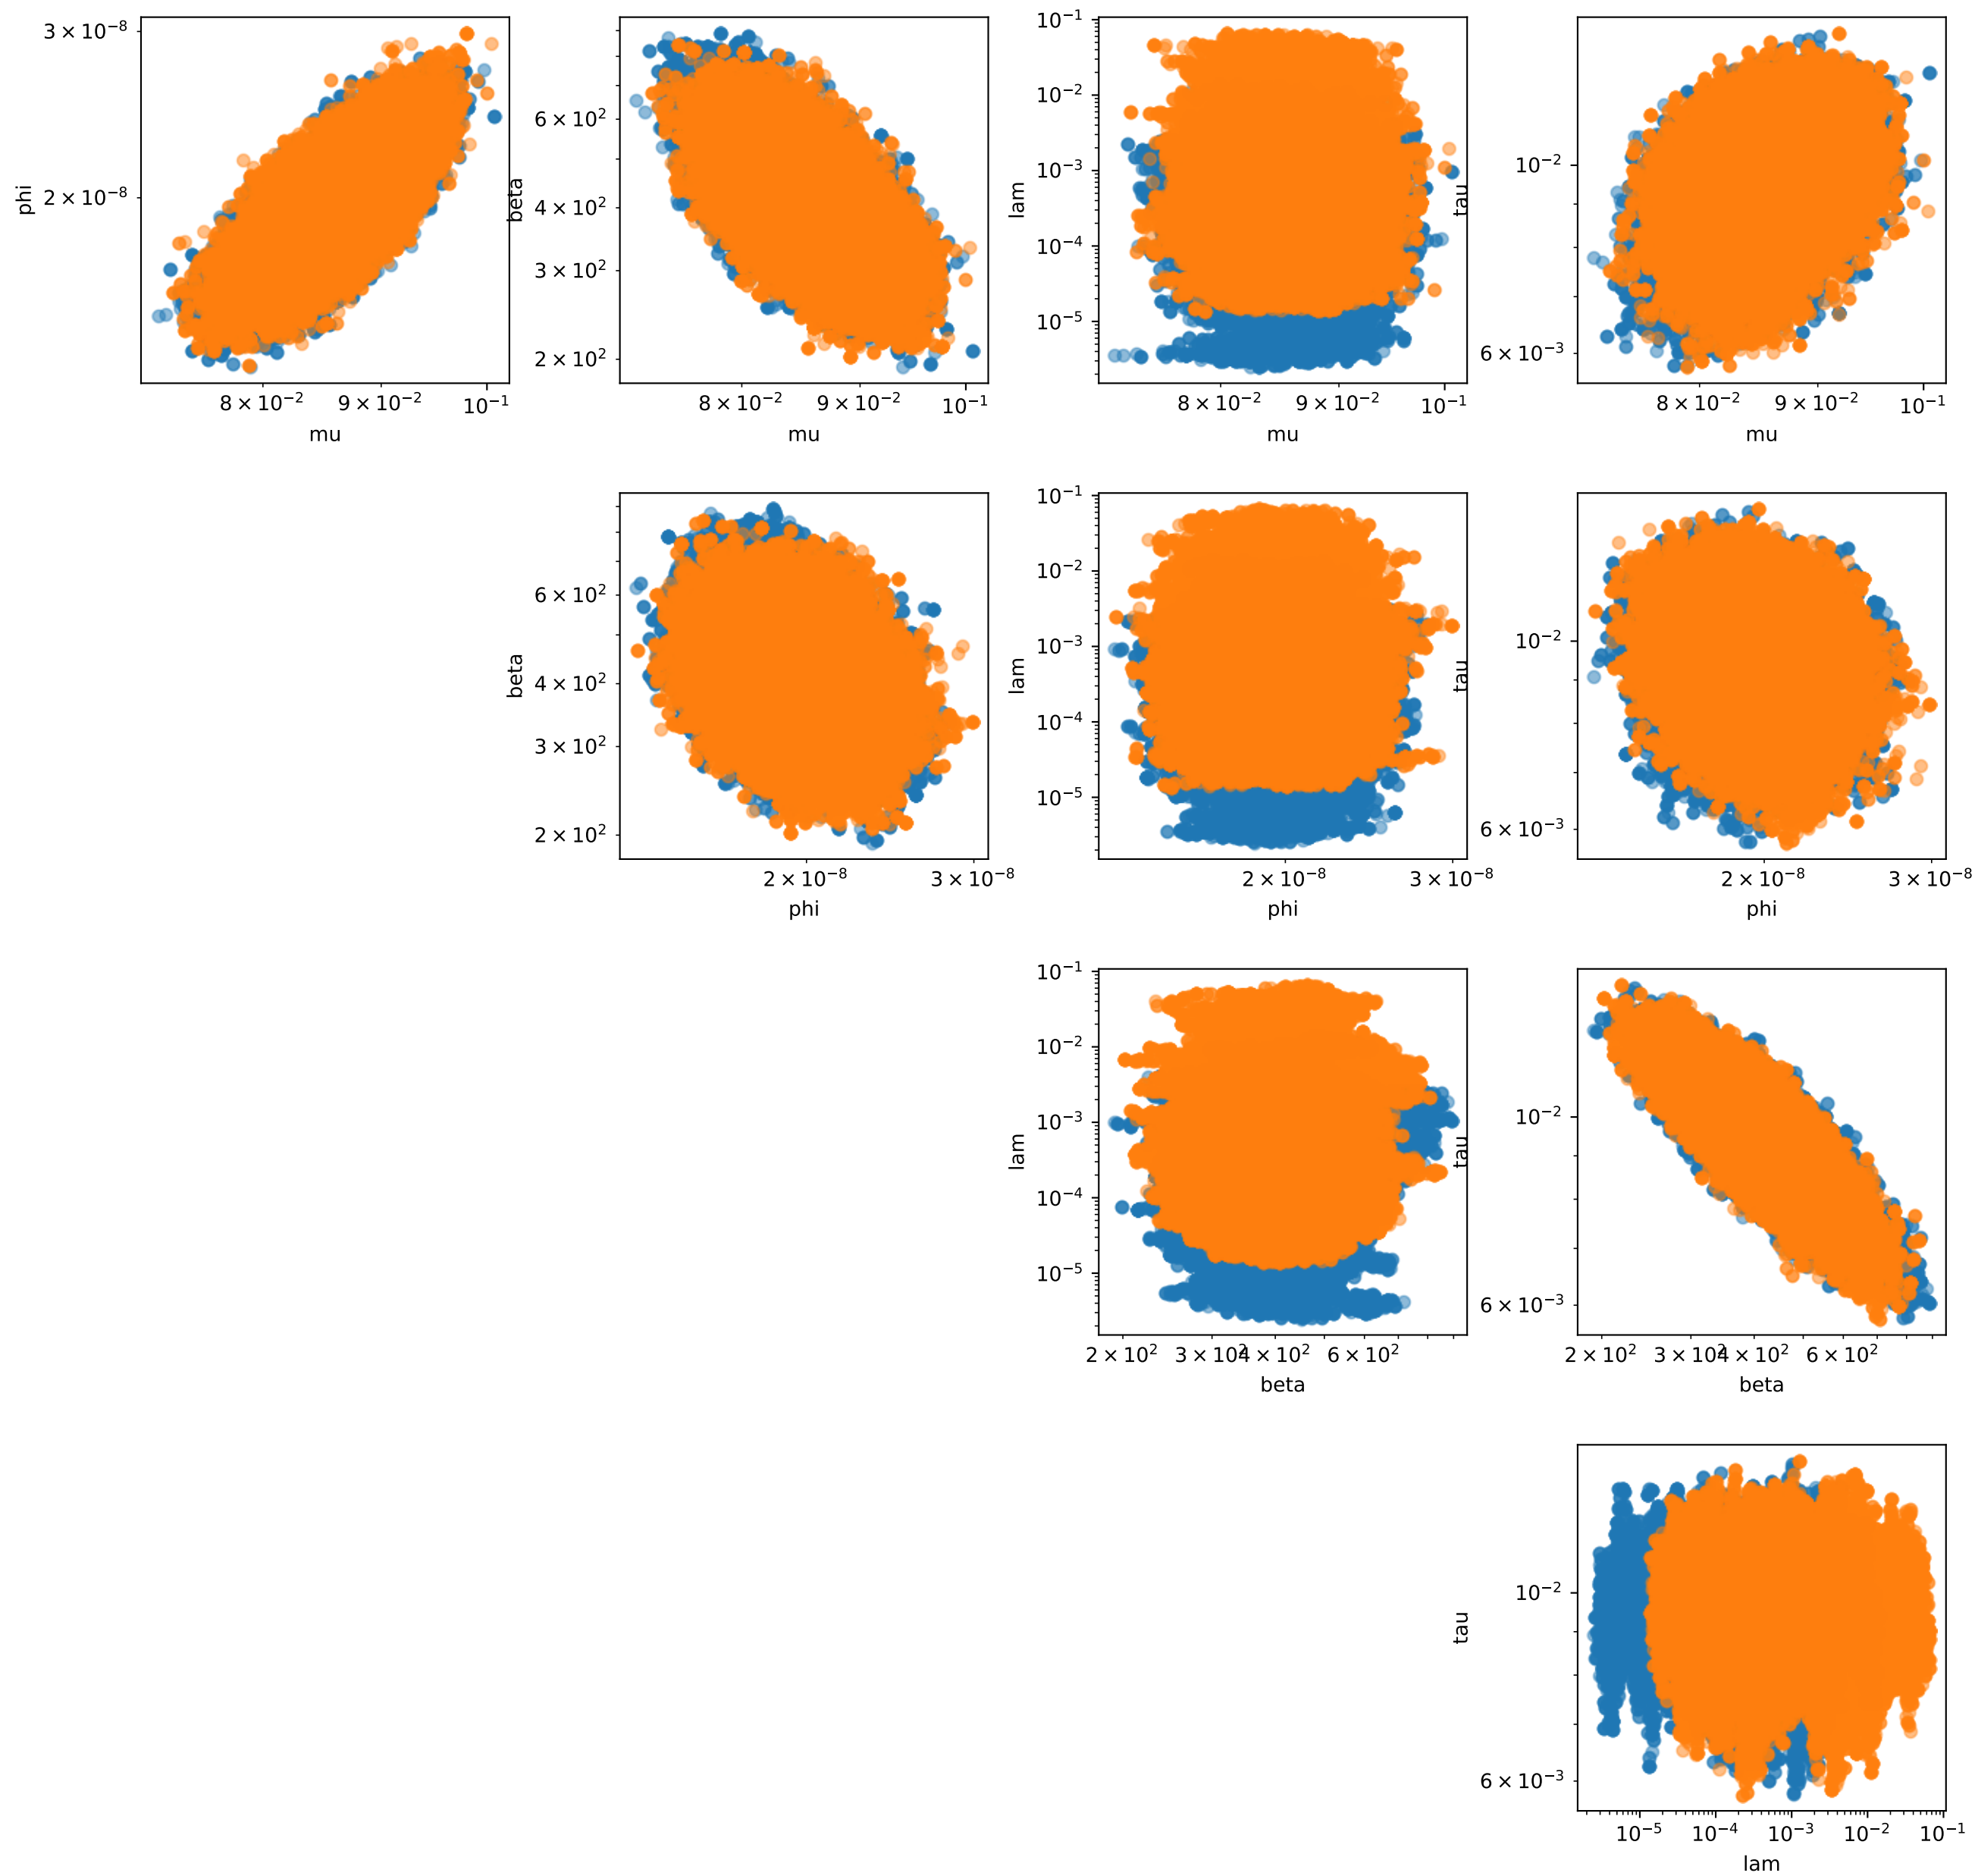 3 × 10⁻⁸
2 × 10⁻⁸
phi
8 × 10⁻² 9 × 10⁻² 10⁻¹
mu
6 × 10²
4 × 10²
3 × 10²
2 × 10²
beta
8 × 10⁻² 9 × 10⁻² 10⁻¹
mu
10⁻¹
10⁻²
10⁻³
10⁻⁴
10⁻⁵
lam
8 × 10⁻² 9 × 10⁻² 10⁻¹
mu
10⁻²
6 × 10⁻³
tau
8 × 10⁻² 9 × 10⁻² 10⁻¹
mu
6 × 10²
4 × 10²
3 × 10²
2 × 10²
beta
2 × 10⁻⁸ 3 × 10⁻⁸
phi
10⁻¹
10⁻²
10⁻³
10⁻⁴
10⁻⁵
lam
2 × 10⁻⁸ 3 × 10⁻⁸
phi
10⁻²
6 × 10⁻³
tau
2 × 10⁻⁸ 3 × 10⁻⁸
phi
10⁻¹
10⁻²
10⁻³
10⁻⁴
10⁻⁵
lam
2 × 10² 3 × 10² 4 × 10² 6 × 10²
beta
10⁻²
6 × 10⁻³
tau
2 × 10² 3 × 10² 4 × 10² 6 × 10²
beta
10⁻²
6 × 10⁻³
tau
10⁻⁵ 10⁻⁴ 10⁻³ 10⁻² 10⁻¹
lam